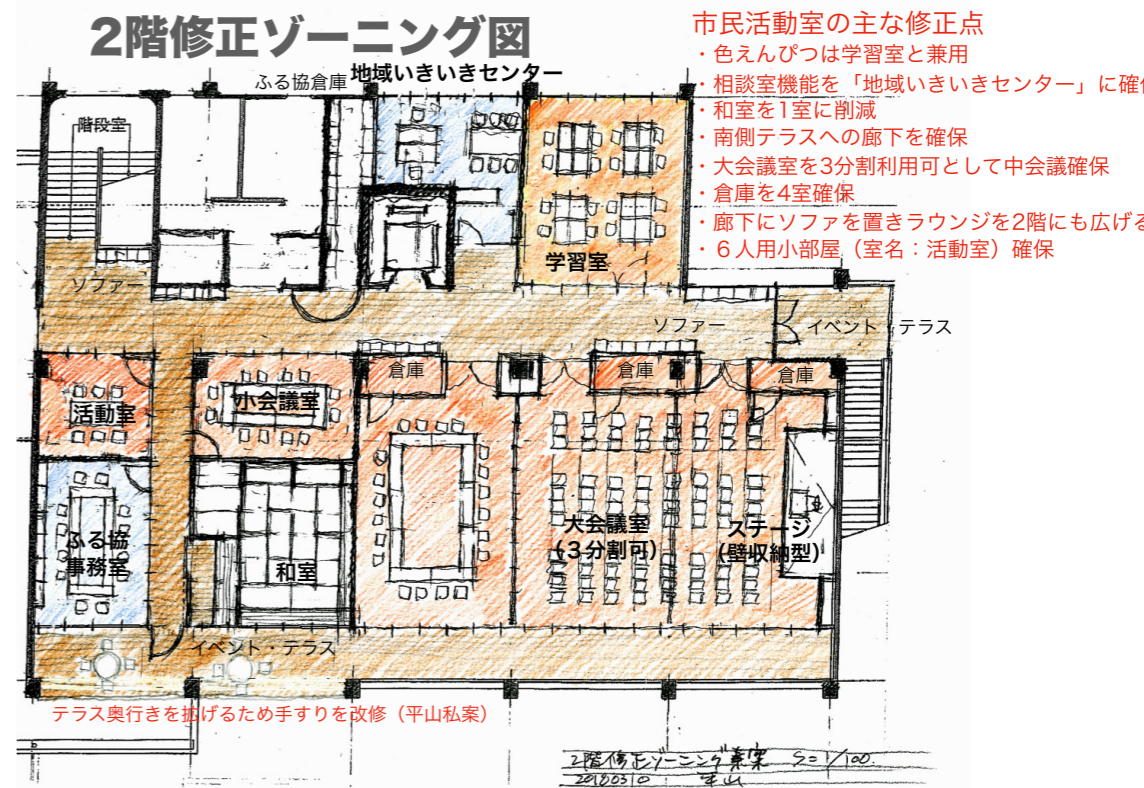 2階修正ゾーニング図
市民活動室の主な修正点
・色えんぴつは学習室と兼用
・相談室機能を「地域いきいきセンター」に確
・和室を1室に削減
・南側テラスへの廊下を確保
・大会議室を3分割利用可として中会議確保
・倉庫を4室確保
・廊下にソファを置きラウンジを2階にも広げる
・６人用小部屋（室名：活動室）確保
ふる協倉庫
地域いきいきセンター
階段室
学習室
ソファー
ソファー
イベント・テラス
倉庫
倉庫
倉庫
活動室
小会議室
大会議室
（3分割可）
ステージ
（壁収納型）
ふる協
事務室
和室
イベント・テラス
テラス奥行きを拡げるため手すりを改修（平山私案）
2階修正ゾーニング素案 S=1/100.
20180310 平山